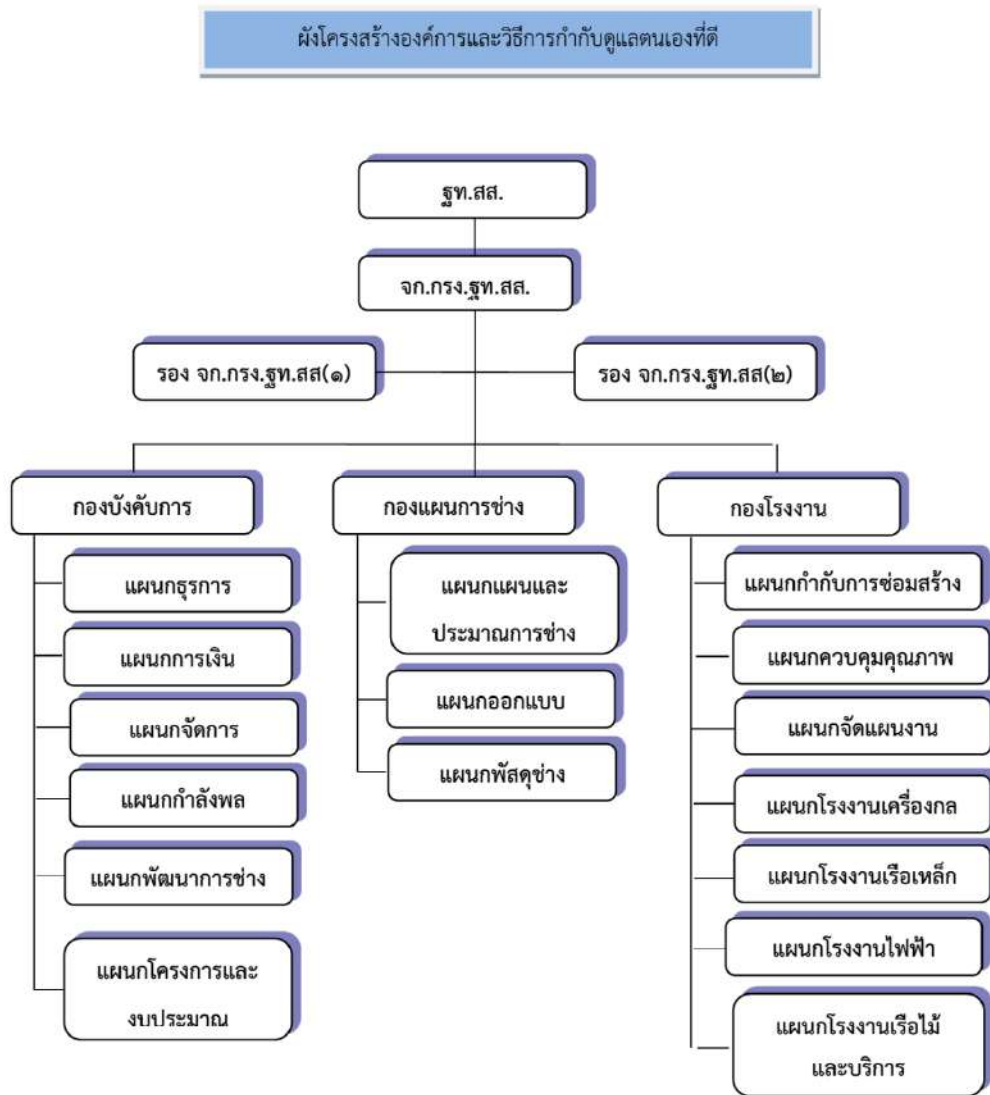 ผังโครงสร้างองค์การและวิธีการกำกับดูแลตนเองที่ดี
ฐท.สส.
จก.กรง.ฐท.สส.
รอง จก.กรง.ฐท.สส(๑)
รอง จก.กรง.ฐท.สส(๒)
กองบังคับการ
แผนกธุรการ
แผนกการเงิน
แผนกจัดการ
แผนกกำลังพล
แผนกพัฒนาการช่าง
แผนกโครงการและ
งบประมาณ
กองแผนการช่าง
แผนกแผนและ
ประมาณการช่าง
แผนกออกแบบ
แผนกพัสดุช่าง
กองโรงงาน
แผนกกำกับการซ่อมสร้าง
แผนกควบคุมคุณภาพ
แผนกจัดแผนงาน
แผนกโรงงานเครื่องกล
แผนกโรงงานเรือเหล็ก
แผนกโรงงานไฟฟ้า
แผนกโรงงานเรือไม้
และบริการ